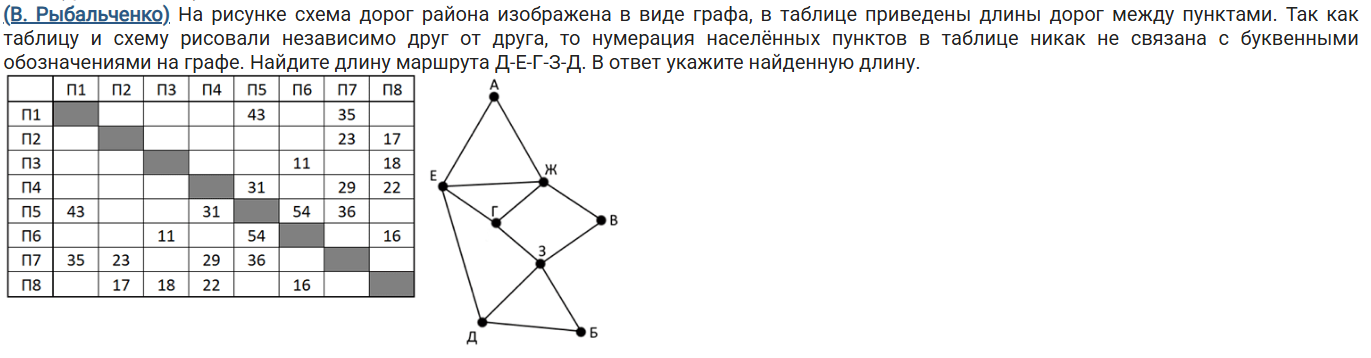 (В. Рыбальченко) На рисунке схема дорог района изображена в виде графа, в таблице приведены длины дорог между пунктами. Так как
таблицу и схему рисовали независимо друг от друга, то нумерация населённых пунктов в таблице никак не связана с буквенными
обозначениями на графе. Найдите длину маршрута Д-Е-Г-З-Д. В ответ укажите найденную длину.
П1 П2 П3 П4 П5 П6 П7 П8
П1 43 35
П2 23 17
П3 11 18
П4 31 29 22
П5 43 31 54 36
П6 11 54 16
П7 35 23 29 36
П8 17 18 22 16
А
Ж
Е
Г
В
З
Д
Б